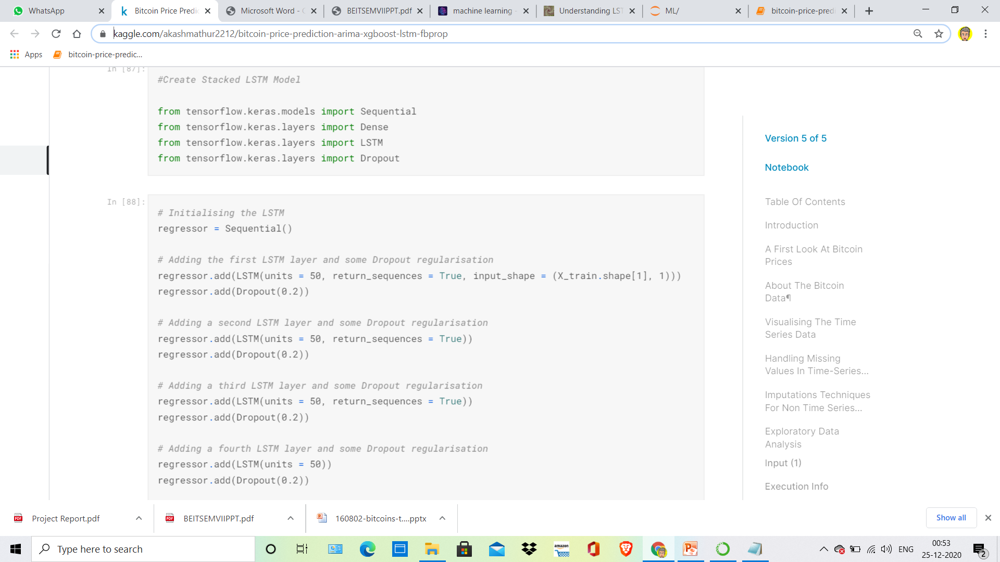 WhatsApp
Bitcoin Price Predic
Microsoft Word - C
BEITSEMVIIPPT.pdf
machine learning -
Understanding LST
ML/
bitcoin-price-pred
kaggle.com/akashmathur2212/bitcoin-price-prediction-arima-xgboost-lstm-fbprop
Apps
bitcoin-price-predic...
In [87]:
#Create Stacked LSTM Model
from tensorflow.keras.models import Sequential
from tensorflow.keras.layers import Dense
from tensorflow.keras.layers import LSTM
from tensorflow.keras.layers import Dropout
In [88]:
# Initialising the LSTM
regressor = Sequential()
# Adding the first LSTM layer and some Dropout regularisation
regressor.add(LSTM(units = 50, return_sequences = True, input_shape = (X_train.shape[1], 1)))
regressor.add(Dropout(0.2))
# Adding a second LSTM layer and some Dropout regularisation
regressor.add(LSTM(units = 50, return_sequences = True))
regressor.add(Dropout(0.2))
# Adding a third LSTM layer and some Dropout regularisation
regressor.add(LSTM(units = 50, return_sequences = True))
regressor.add(Dropout(0.2))
# Adding a fourth LSTM layer and some Dropout regularisation
regressor.add(LSTM(units = 50))
regressor.add(Dropout(0.2))
Version 5 of 5
Notebook
Table Of Contents
Introduction
A First Look At Bitcoin
Prices
About The Bitcoin
Data¶
Visualising The Time
Series Data
Handling Missing
Values In Time-Series...
Imputations Techniques
For Non Time Series...
Exploratory Data
Analysis
Input (1)
Execution Info
Project Report.pdf
BEITSEMVIIPPT.pdf
160802-bitcoins-t....pptx
Show all
Type here to search
amazon
ENG
00:53
25-12-2020
2